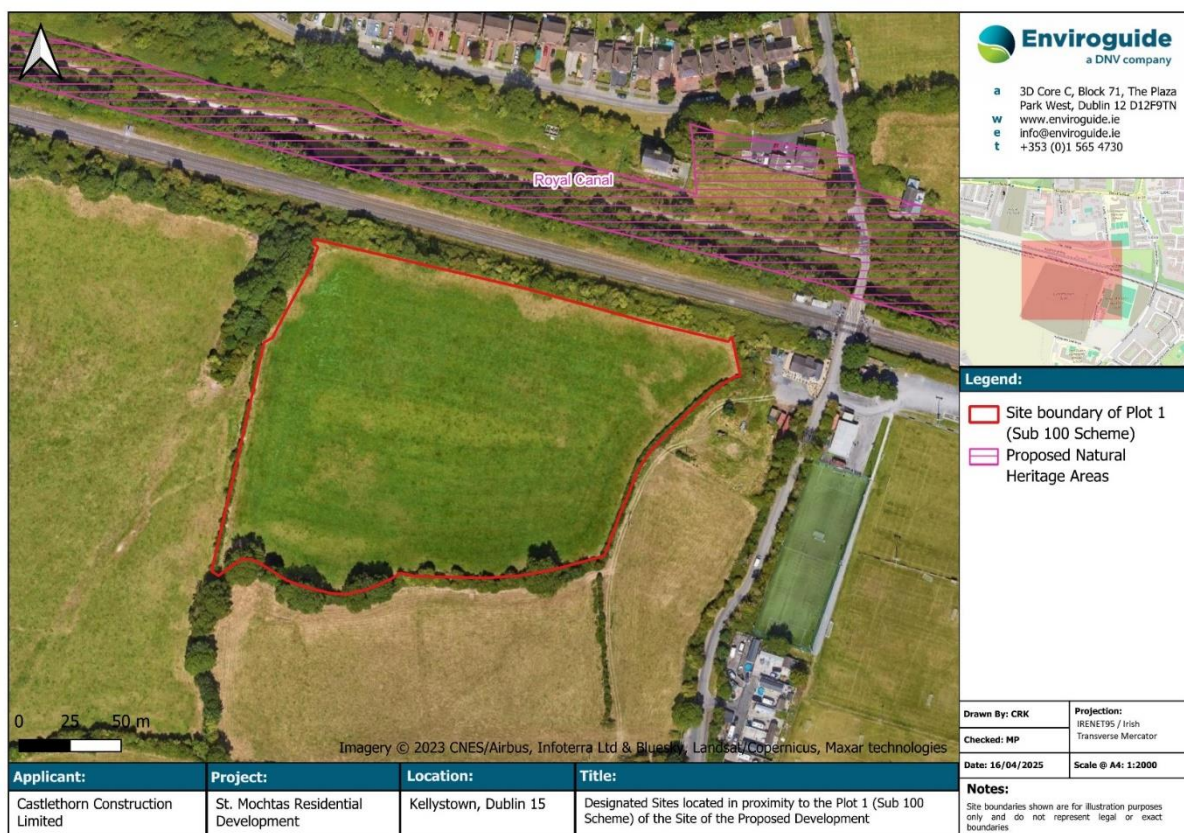 Royal Canal
0 25 50 m
Imagery © 2023 CNES/Airbus, Infoterra Ltd & Bluesky, Landsat/Copernicus, Maxar technologies
Enviroguide
a DNV company
a 3D Core C, Block 71, The Plaza
Park West, Dublin 12 D12F9TN
w www.enviroguide.ie
e info@enviroguide.ie
t +353 (0)1 565 4730
Legend:
Site boundary of Plot 1
(Sub 100 Scheme)
Proposed Natural
Heritage Areas
Drawn By: CRK
Checked: MP
Date: 16/04/2025
Projection:
IRENET95 / Irish
Transverse Mercator
Scale @ A4: 1:2000
Notes:
Site boundaries shown are for illustration purposes
only and do not represent legal or exact
boundaries
Applicant:
Castlethorn Construction
Limited
Project:
St. Mochtas Residential
Development
Location:
Kellystown, Dublin 15
Title:
Designated Sites located in proximity to the Plot 1 (Sub 100
Scheme) of the Site of the Proposed Development